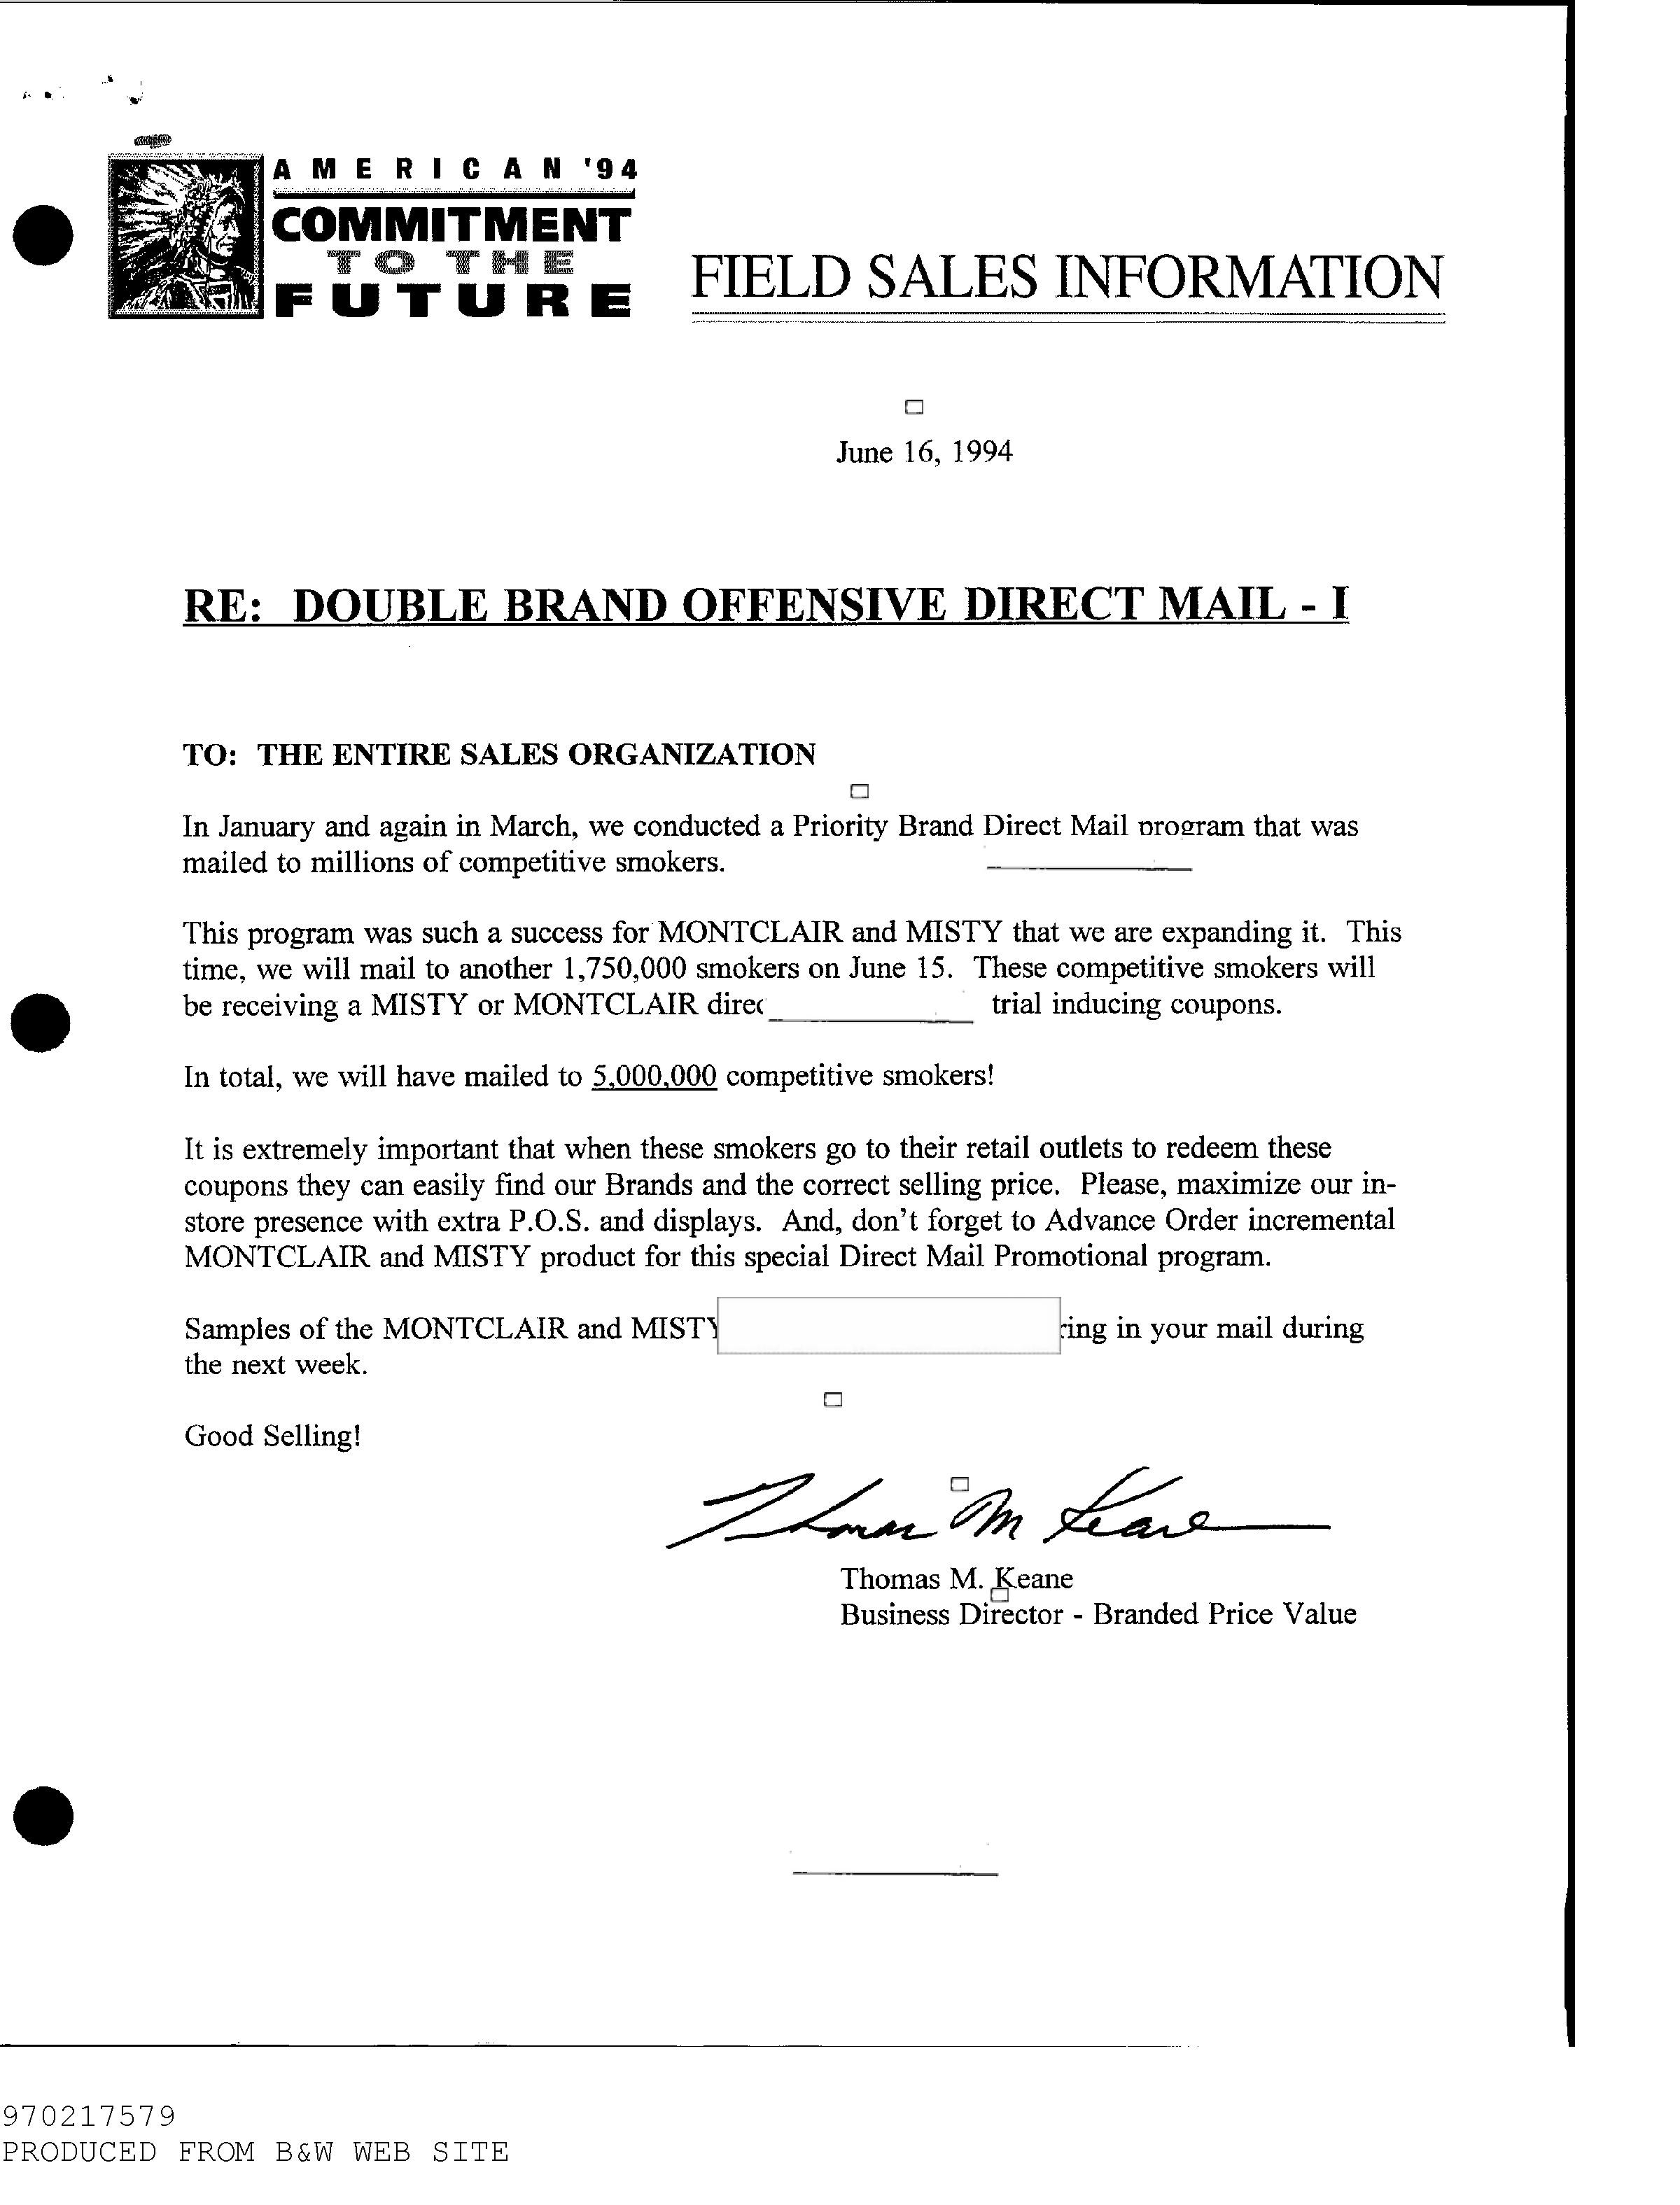 AMERICAN '94
COMMITMENT
TO THE
FUTURE
FIELD SALES INFORMATION
June 16, 1994
RE: DOUBLE BRAND OFFENSIVE DIRECT MAIL - I
TO: THE ENTIRE SALES ORGANIZATION
In January and again in March, we conducted a Priority Brand Direct Mail program that was
mailed to millions of competitive smokers.
This program was such a success for MONTCLAIR and MISTY that we are expanding it. This
time, we will mail to another 1,750,000 smokers on June 15. These competitive smokers will
be receiving a MISTY or MONTCLAIR trial inducing coupons.
In total, we will have mailed to 5,000,000 competitive smokers!
It is extremely important that when these smokers go to their retail outlets to redeem these
coupons they can easily find our Brands and the correct selling price. Please, maximize our in-
store presence with extra P.O.S. and displays. And, don't forget to Advance Order incremental
MONTCLAIR and MISTY product for this special Direct Mail Promotional program.
Samples of the MONTCLAIR and MISTY in your mail during
the next week.
Good Selling!
Thomas M Keane
Thomas M. Keane
Business Director - Branded Price Value
970217579
PRODUCED FROM B&W WEB SITE